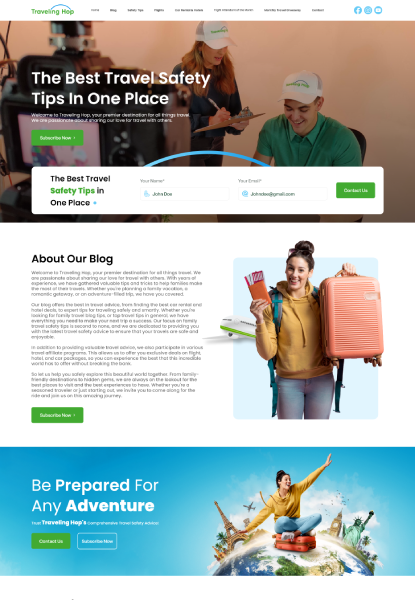 Traveling Hop
Home Blog Safety Tips Flights Contact
The Best Travel Safety
Tips In One Place
Welcome to Traveling Hop, your premier destination for all things travel.
We are passionate about sharing our love for travel with others.
Subscribe Now
The Best Travel
Safety Tips in
One Place
Your Name*
John Doe
Your Email*
Johndoe@gmail.com
Contact Us
About Our Blog
Welcome to Traveling Hop, your premier destination for all things travel. We
are passionate about sharing our love for travel with others. With years of
experience, we have gathered valuable tips and tricks to help families make
the most of their travels. Whether you're planning a family vacation, a
romantic getaway, or an adventure-filled trip, we have you covered.
Our blog offers the best in travel advice, from finding the best car rental and
hotel deals, to expert tips for traveling safely and smartly. Whether you're
looking for family travel blog tips, or top travel tips in general, we have
everything you need to make your next trip a success. Our focus on family
travel safety tips is second to none, and we are dedicated to providing you
with the latest travel safety advice to ensure that your travels are safe and
enjoyable.
In addition to providing valuable travel advice, we also participate in various
travel affiliate programs. This allows us to offer you exclusive deals on flight,
hotel, and car packages, so you can experience the best that this incredible
world has to offer without breaking the bank.
So let us help you safely explore this beautiful world together. From family-
friendly destinations to hidden gems, we are always on the lookout for the
best places to visit and the best experiences to have. Whether you're a
seasoned traveler or just starting out, we invite you to come along for the
ride and join us on this amazing journey.
Subscribe Now
Be Prepared For
Any Adventure
Trust Traveling Hop's Comprehensive Travel Safety Advice
Contact Us
Subscribe Now